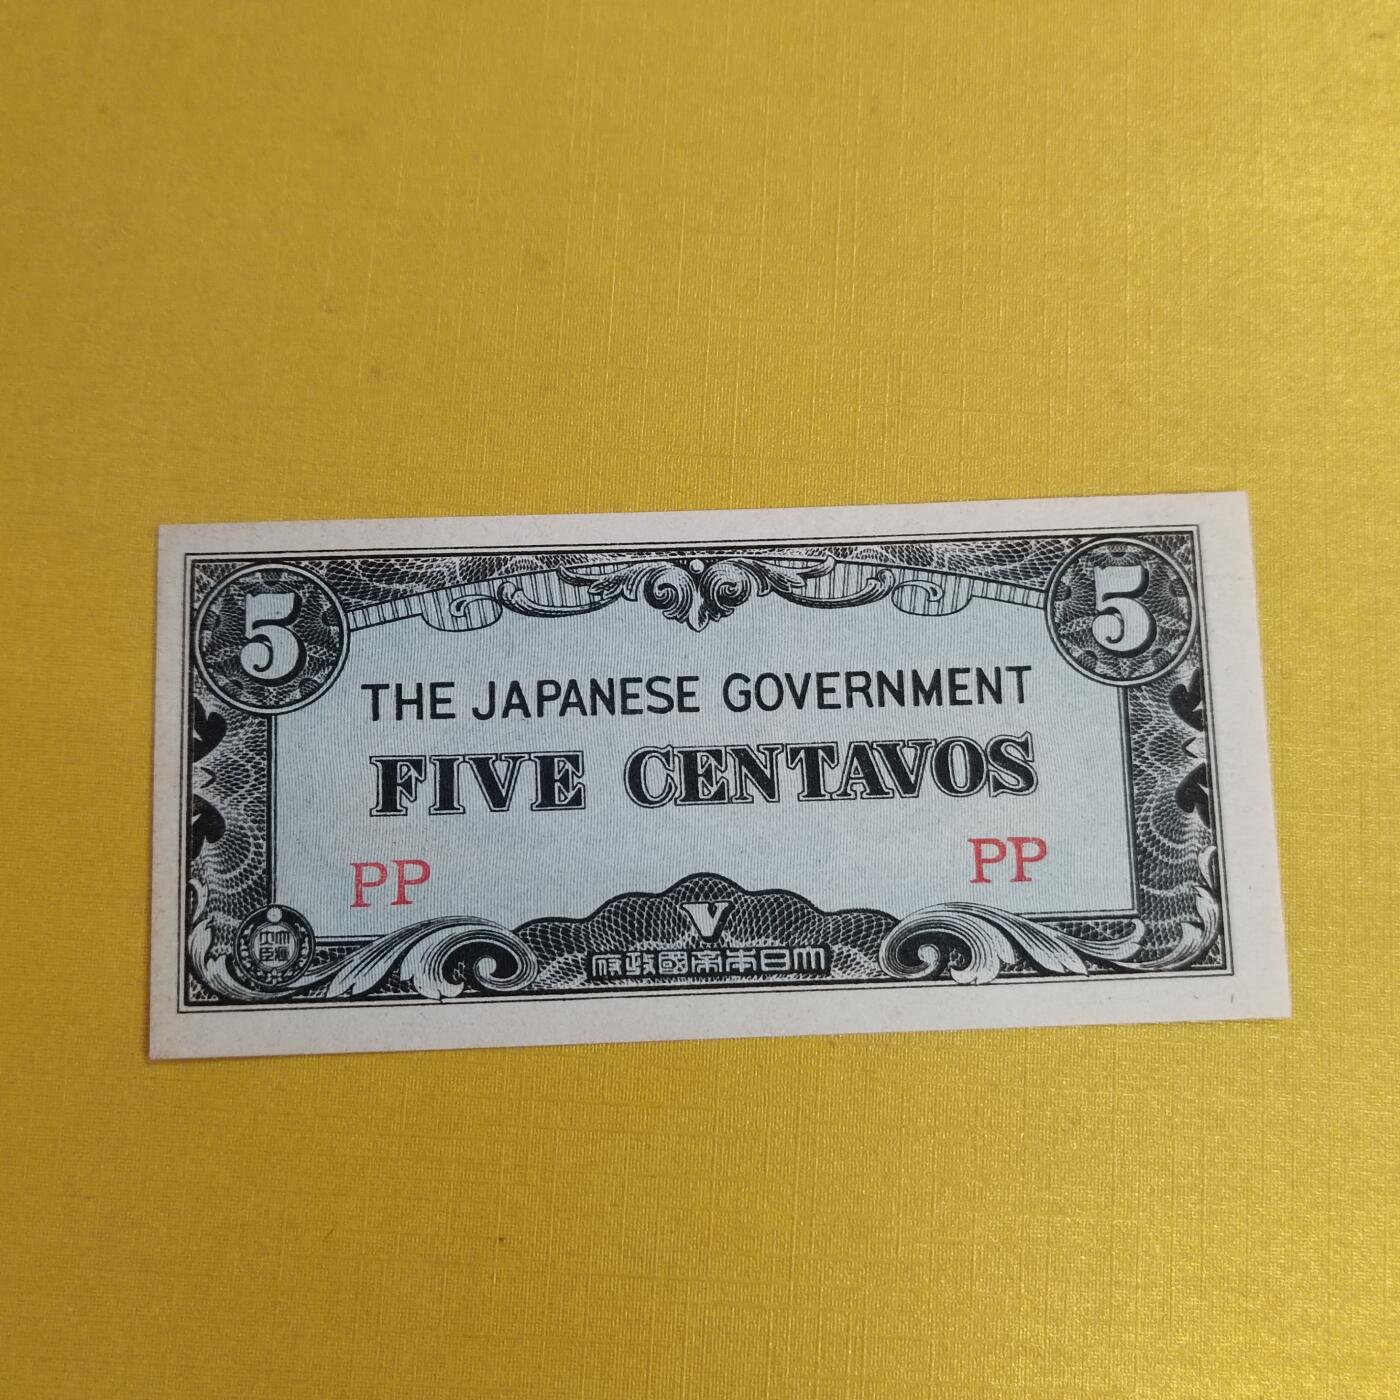 5 5
THE JAPANESE GOVERNMENT
FIVE CENTAVOS
PP PP
V
府政國帝本日大